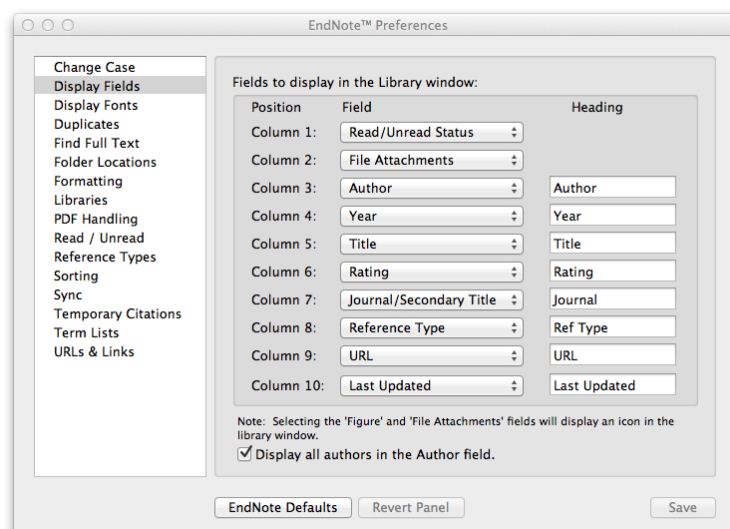 EndNote™ Preferences
Change Case
Display Fields
Display Fonts
Duplicates
Find Full Text
Folder Locations
Formatting
Libraries
PDF Handling
Read / Unread
Reference Types
Sorting
Sync
Temporary Citations
Term Lists
URLs & Links
Fields to display in the Library window:
Position Field Heading
Column 1: Read/Unread Status
Column 2: File Attachments
Column 3: Author Author
Column 4: Year Year
Column 5: Title Title
Column 6: Rating Rating
Column 7: Journal/Secondary Title Journal
Column 8: Reference Type Ref Type
Column 9: URL URL
Column 10: Last Updated Last Updated
Note: Selecting the 'Figure' and 'File Attachments' fields will display an icon in the
library window.
Display all authors in the Author field.
EndNote Defaults Revert Panel Save